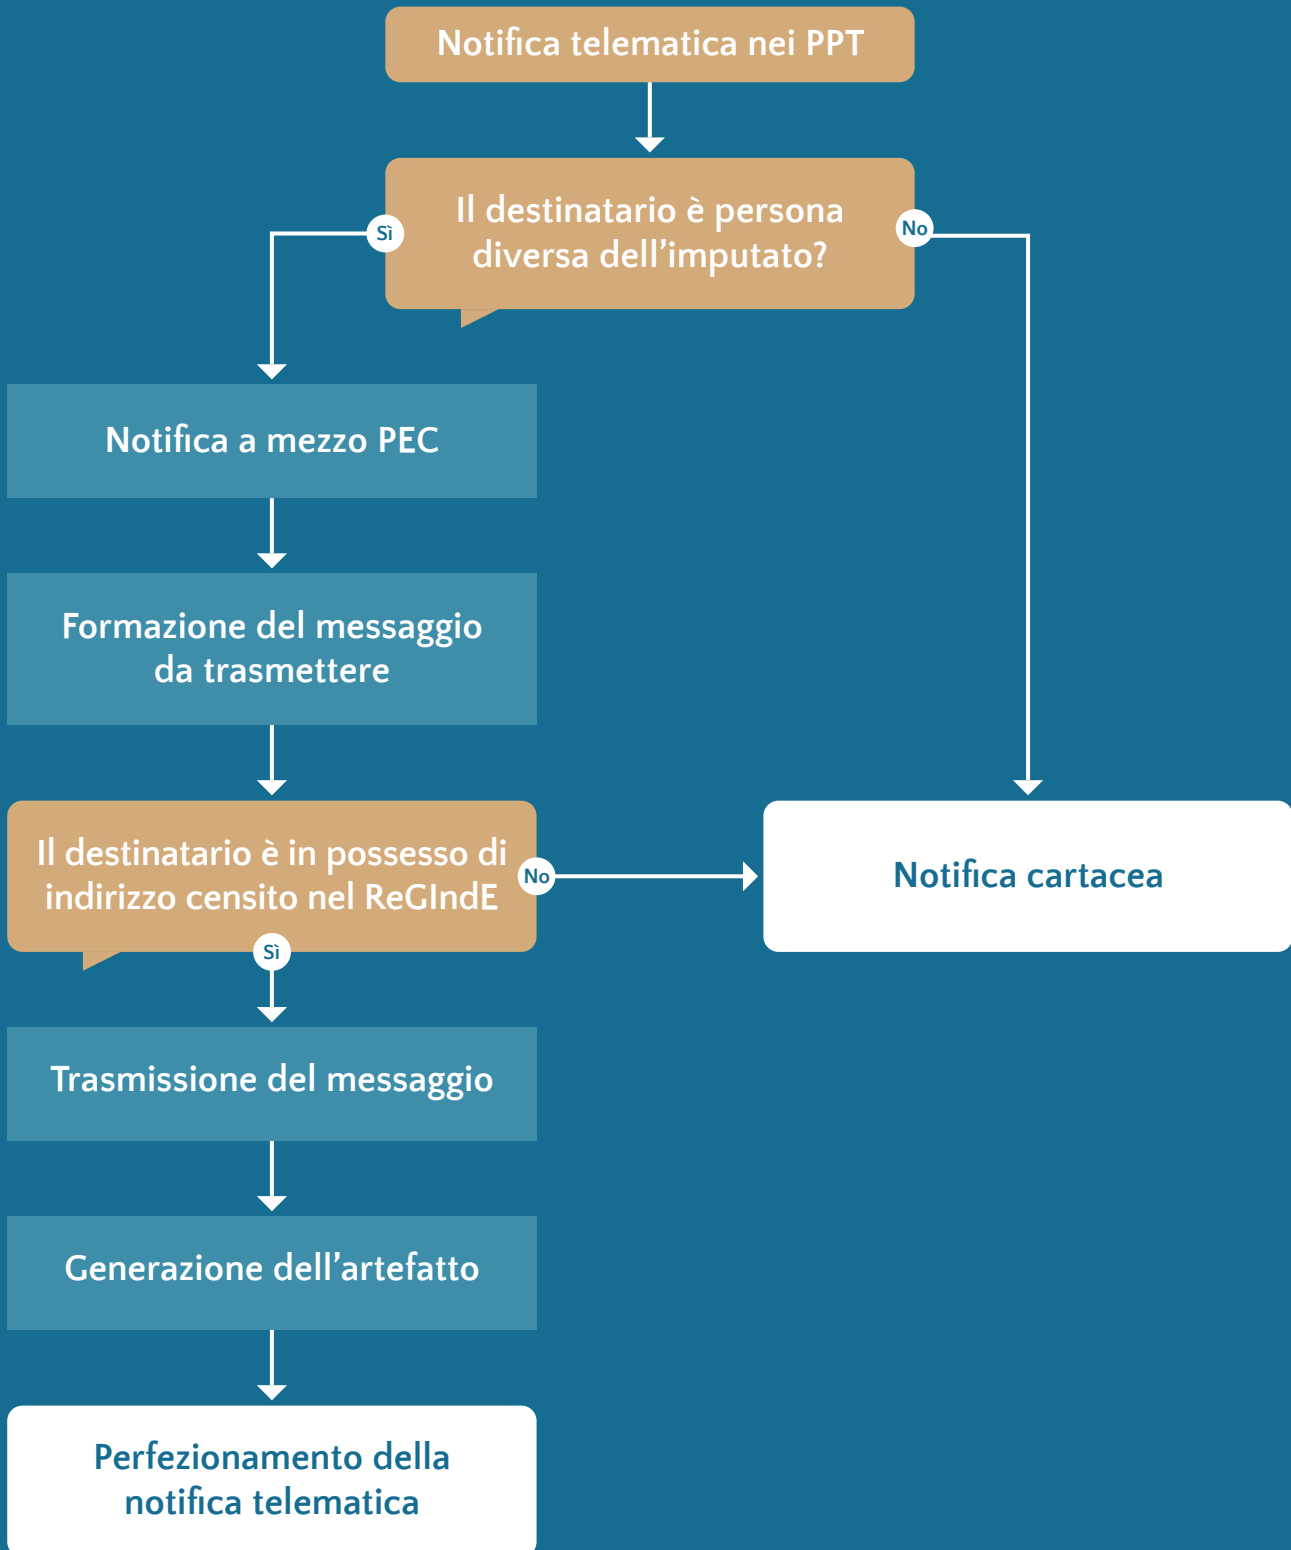 Notifica telematica nei PPT
Il destinatario è persona
diversa dell’imputato?
Sì
No
Notifica a mezzo PEC
Formazione del messaggio
da trasmettere
Il destinatario è in possesso di
indirizzo censito nel ReGIndE
No
Notifica cartacea
Sì
Trasmissione del messaggio
Generazione dell’artefatto
Perfezionamento della
notifica telematica